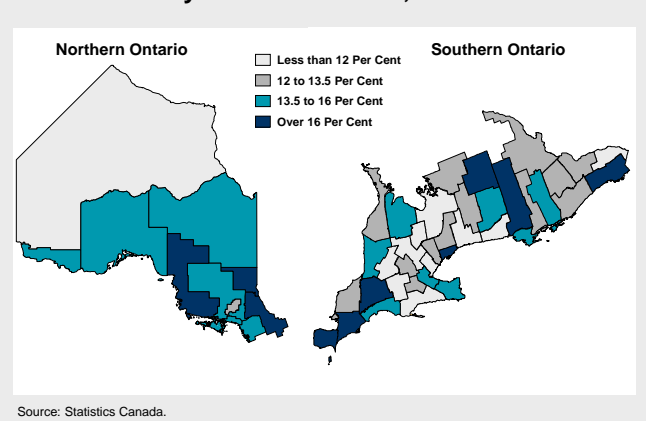 Northern Ontario
Southern Ontario
Less than 12 Per Cent
12 to 13.5 Per Cent
13.5 to 16 Per Cent
Over 16 Per Cent
Source: Statistics Canada.